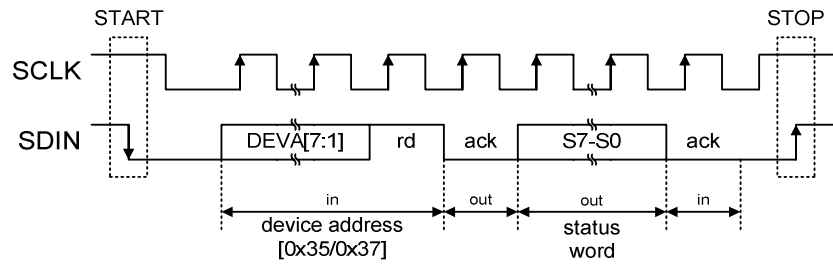 START STOP
SCLK
SDIN DEVA[7:1] rd ack S7-S0 ack
in out out in
device address status
[0x35/0x37] word